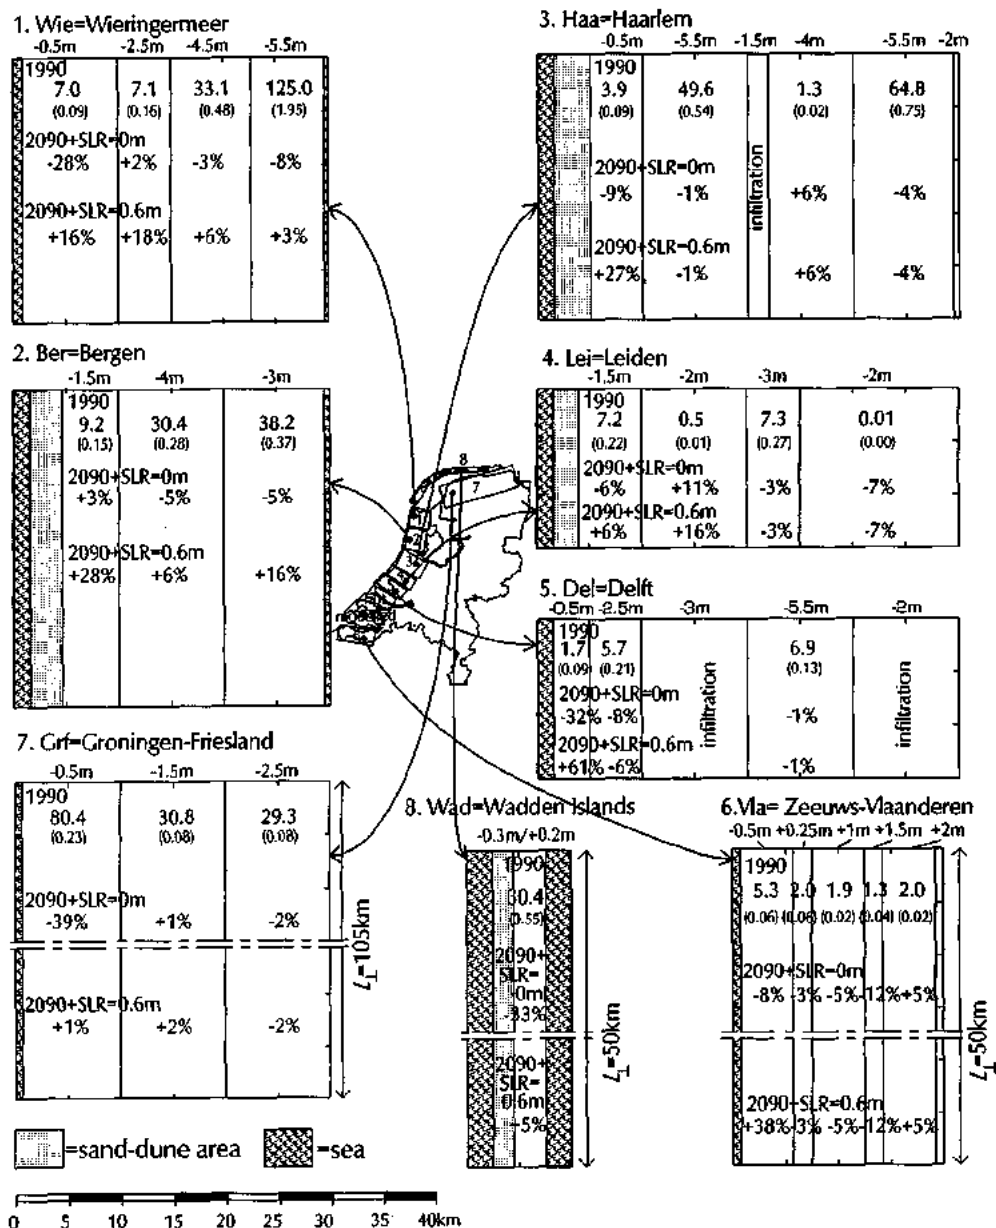 1. Wie=Wieringermeer
-0.5m -2.5m -4.5m -5.5m
1990
7.0 7.1 33.1 125.0
(0.09) (0.16) (0.48) (1.95)
2090+SLR=0m
-28% +2% -3% -8%
2090+SLR=0.6m
+16% +18% +6% +3%
3. Haa=Haarlem
-0.5m -5.5m -1.5m -4m -5.5m -2m
1990
3.9 49.6 1.3 64.8
(0.09) (0.54) (0.02) (0.75)
infiltration
2090+SLR=0m
-9% -1% +6% -4%
2090+SLR=0.6m
+27% -1% +6% -4%
2. Ber=Bergen
-1.5m -4m -3m
1990
9.2 30.4 38.2
(0.15) (0.28) (0.37)
2090+SLR=0m
+3% -5% -5%
2090+SLR=0.6m
+28% +6% +16%
8
7
4. Lei=Leiden
-1.5m -2m -3m -2m
1990
7.2 0.5 7.3 0.01
(0.22) (0.01) (0.27) (0.00)
2090+SLR=0m
-6% +11% -3% -7%
2090+SLR=0.6m
+6% +16% -3% -7%
5. Del=Delft
-0.5m -2.5m -3m -5.5m -2m
1990
1.7 5.7 6.9
(0.09) (0.21) (0.13)
infiltration infiltration
2090+SLR=0m
-32% -8% -1%
2090+SLR=0.6m
+61% -6% -1%
7. Grf=Groningen-Friesland
-0.5m -1.5m -2.5m
1990
80.4 30.8 29.3
(0.23) (0.08) (0.08)
2090+SLR=0m
-39% +1% -2%
2090+SLR=0.6m
+1% +2% -2%
L⊥=105km
8. Wad=Wadden Islands
-0.3m/+0.2m
1990
30.4
(0.55)
2090+
SLR=
0m
-33%
2090+
SLR=
0.6m
+5%
L⊥=50km
6.Vla= Zeeuws-Vlaanderen
-0.5m +0.25m +1m +1.5m +2m
1990
5.3 2.0 1.9 1.3 2.0
(0.06) (0.06) (0.02) (0.04) (0.02)
2090+SLR=0m
-8% -3% -5% -12% +5%
2090+SLR=0.6m
+38% -3% -5% -12% +5%
L⊥=50km
=sand-dune area =sea
0 5 10 15 20 25 30 35 40km